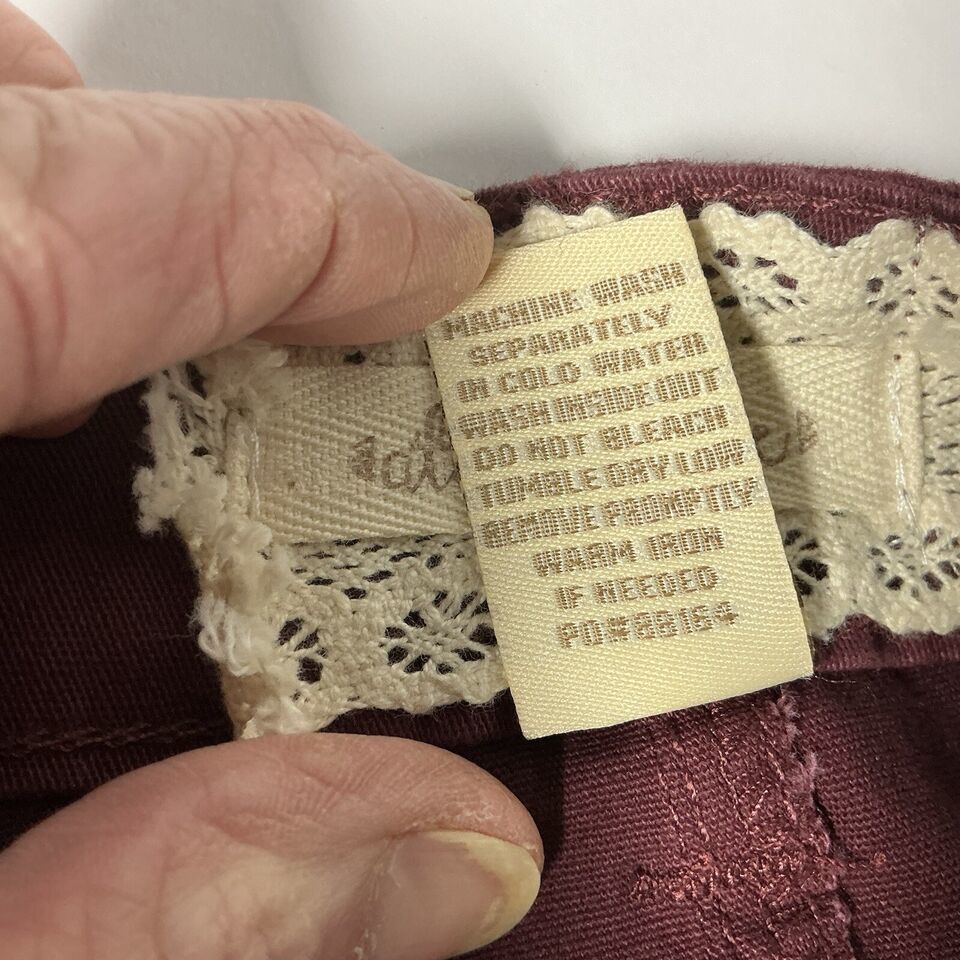 MACHINE WASH
SEPARATELY
IN COLD WATER
WASH INSIDE OUT
DO NOT BLEACH
TUMBLE DRY LOW
REMOVE PROMPTLY
WARM IRON
IF NEEDED
PO#88164